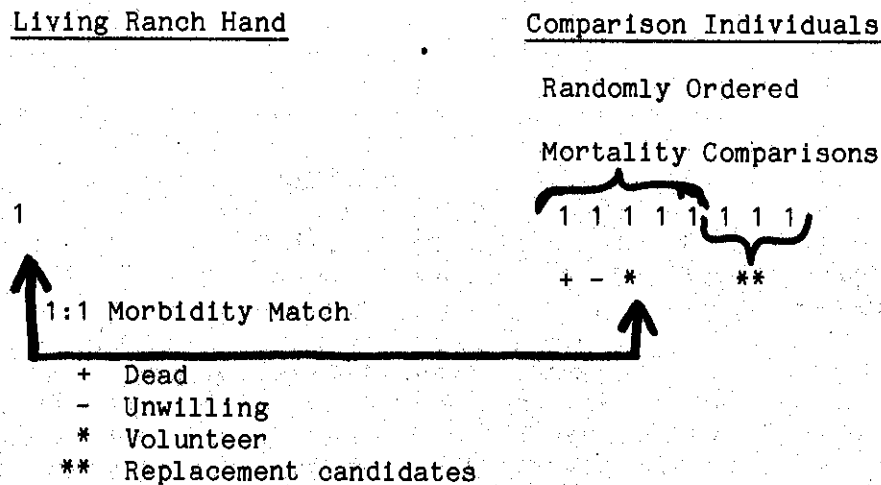 Living Ranch Hand Comparison Individuals
Randomly Ordered
Mortality Comparisons
1 1 1 1 1 1 1 1 1
+ - * **
1:1 Morbidity Match
+ Dead
- Unwilling
* Volunteer
** Replacement candidates